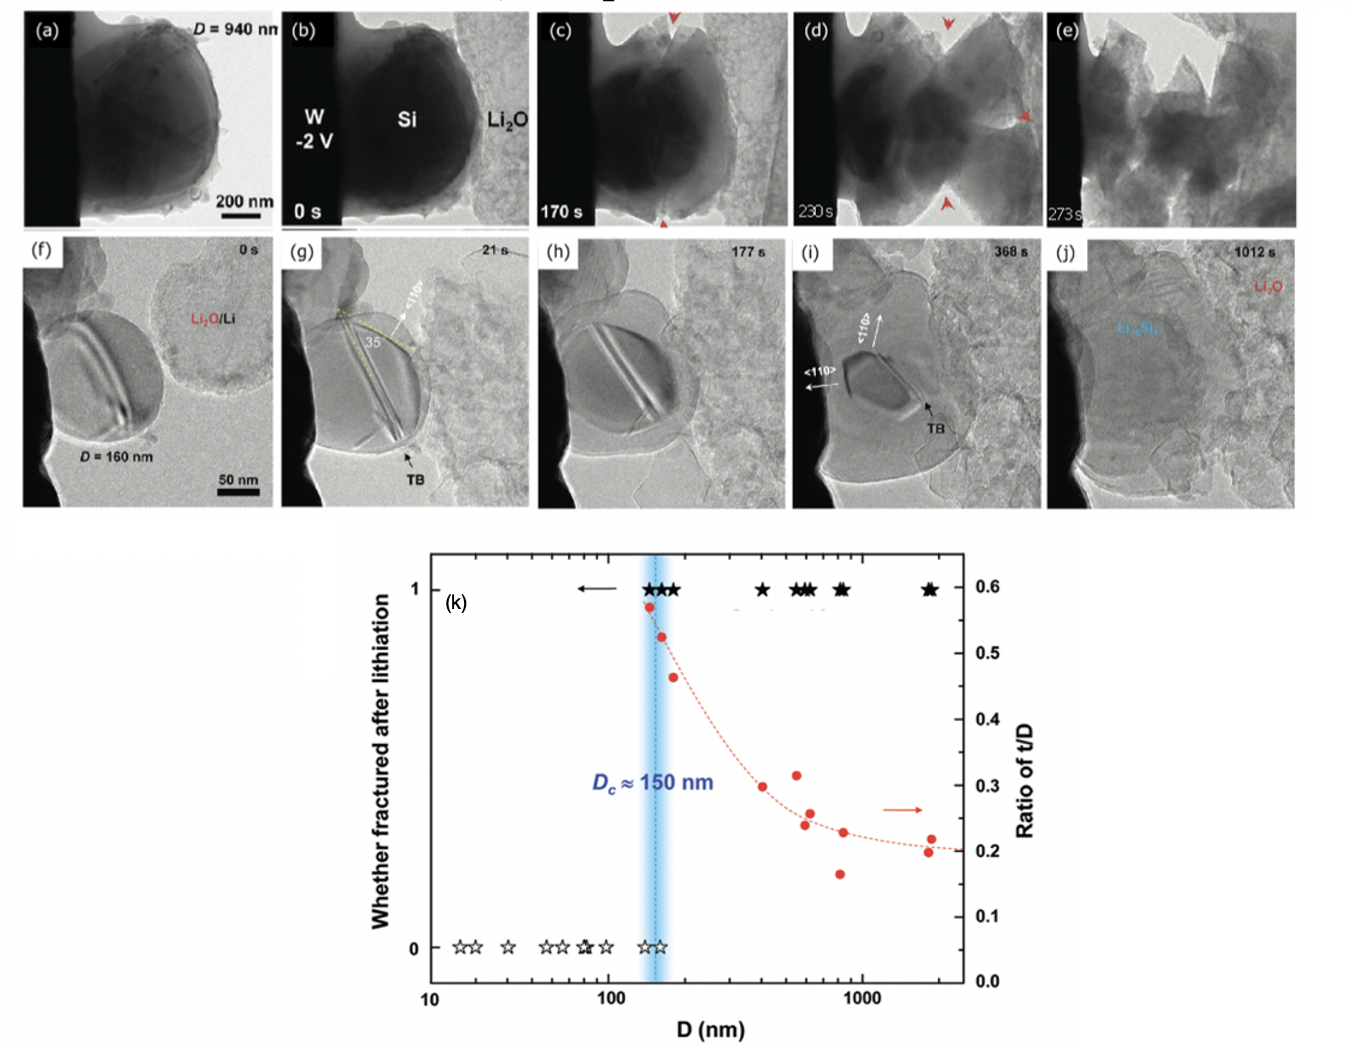 (a)
D = 940 nm
200 nm
(b)
W
-2 V
Si
Li2O
0 s
(c)
170 s
(d)
230 s
(e)
273 s
(f)
0 s
Li2O/Li
D = 160 nm
50 nm
(g)
21 s
<110>
35
TB
(h)
177 s
(i)
368 s
<110>
<110>
TB
(j)
1012 s
Li2O
(k)
Whether fractured after lithiation
1
0
Dc ≈ 150 nm
0.6
0.5
0.4
0.3
0.2
0.1
0.0
Ratio of t/D
10
100
1000
D (nm)